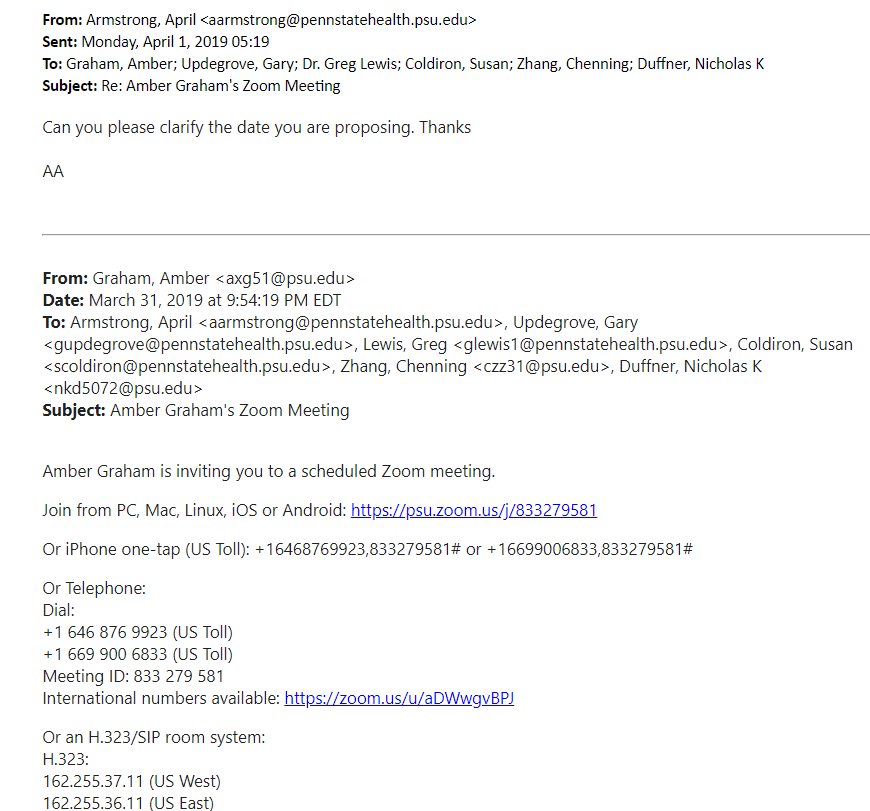 From: Armstrong, April <aarmstrong@pennstatehealth.psu.edu>
Sent: Monday, April 1, 2019 05:19
To: Graham, Amber; Updegrove, Gary; Dr. Greg Lewis; Coldiron, Susan; Zhang, Chenning; Duffner, Nicholas K
Subject: Re: Amber Graham's Zoom Meeting
Can you please clarify the date you are proposing. Thanks
AA
From: Graham, Amber <axg51@psu.edu>
Date: March 31, 2019 at 9:54:19 PM EDT
To: Armstrong, April <aarmstrong@pennstatehealth.psu.edu>, Updegrove, Gary
<gupdegrove@pennstatehealth.psu.edu>, Lewis, Greg <glewis1@pennstatehealth.psu.edu>, Coldiron, Susan
<scoldiron@pennstatehealth.psu.edu>, Zhang, Chenning <czz31@psu.edu>, Duffner, Nicholas K
<nkd5072@psu.edu>
Subject: Amber Graham's Zoom Meeting
Amber Graham is inviting you to a scheduled Zoom meeting.
Join from PC, Mac, Linux, iOS or Android: https://psu.zoom.us/j/833279581
Or iPhone one-tap (US Toll): +16468769923,833279581# or +16699006833,833279581#
Or Telephone:
Dial:
+1 646 876 9923 (US Toll)
+1 669 900 6833 (US Toll)
Meeting ID: 833 279 581
International numbers available: https://zoom.us/u/aDWwgvBPJ
Or an H.323/SIP room system:
H.323:
162.255.37.11 (US West)
162.255.36.11 (US East)